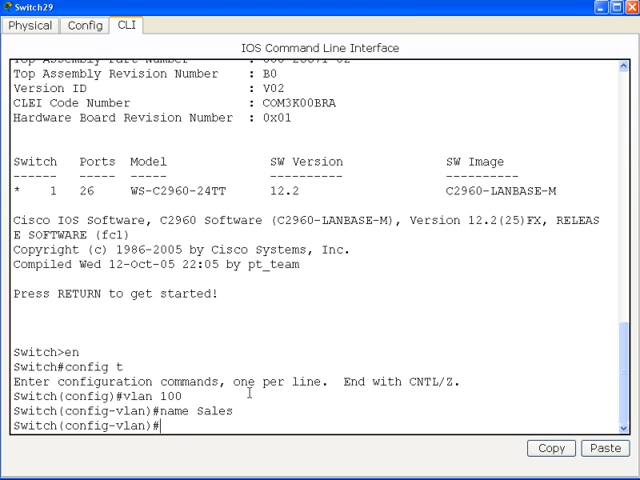 Switch29
Physical Config CLI
IOS Command Line Interface
Top Assembly Revision Number : B0
Version ID : V02
CLEI Code Number : COM3K00BRA
Hardware Board Revision Number : 0x01
Switch Ports Model SW Version SW Image
------ ----- ----- ---------- ----------
* 1 26 WS-C2960-24TT 12.2 C2960-LANBASE-M
Cisco IOS Software, C2960 Software (C2960-LANBASE-M), Version 12.2(25)FX, RELEAS
E SOFTWARE (fc1)
Copyright (c) 1986-2005 by Cisco Systems, Inc.
Compiled Wed 12-Oct-05 22:05 by pt_team
Press RETURN to get started!
Switch>en
Switch#config t
Enter configuration commands, one per line. End with CNTL/Z.
Switch(config)#vlan 100
Switch(config-vlan)#name Sales
Switch(config-vlan)#
Copy Paste